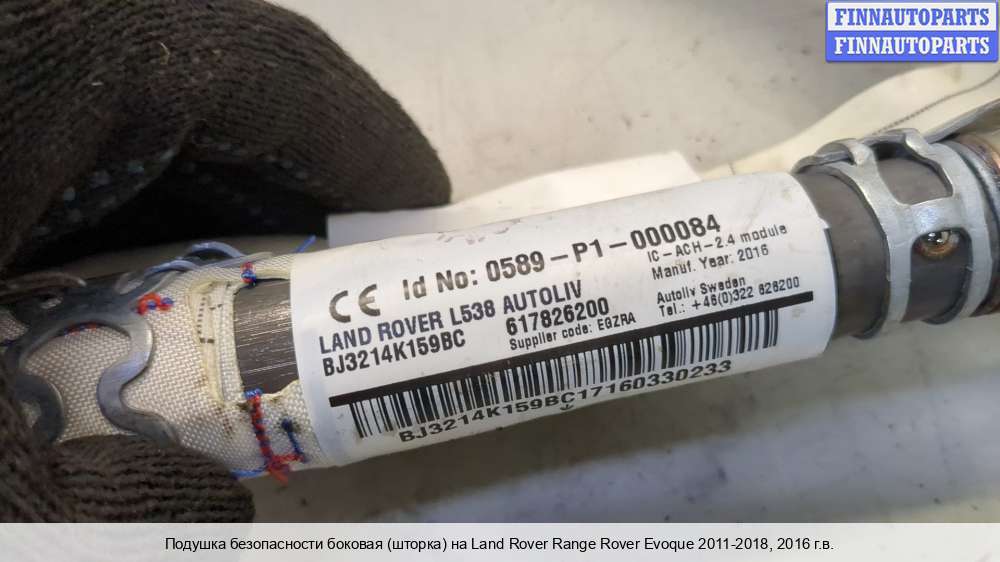 FINNAUTOPARTS
FINNAUTOPARTS
CE Id No: 0589-P1-000084
IC-ACH-2.4 module
Manuf. Year: 2016
LAND ROVER L538 AUTOLIV
BJ3214K159BC
617826200
Supplier code: EGZRA
Autoliv Sweden
Tel.: +46(0)322 626200
BJ3214K159BC17160330233
Подушка безопасности боковая (шторка) на Land Rover Range Rover Evoque 2011-2018, 2016 г.в.